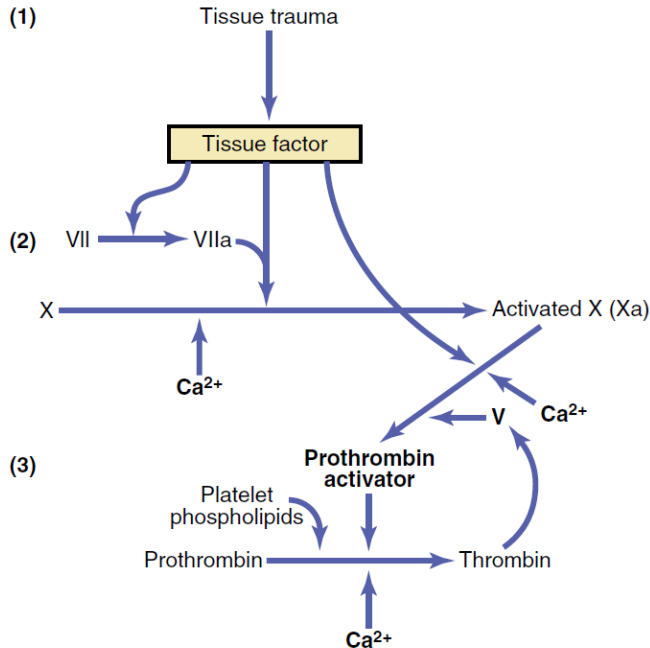 (1)
Tissue trauma
Tissue factor
(2)
VII
VIIa
X
Activated X (Xa)
Ca2+
V
Ca2+
(3)
Prothrombin
activator
Platelet
phospholipids
Prothrombin
Thrombin
Ca2+